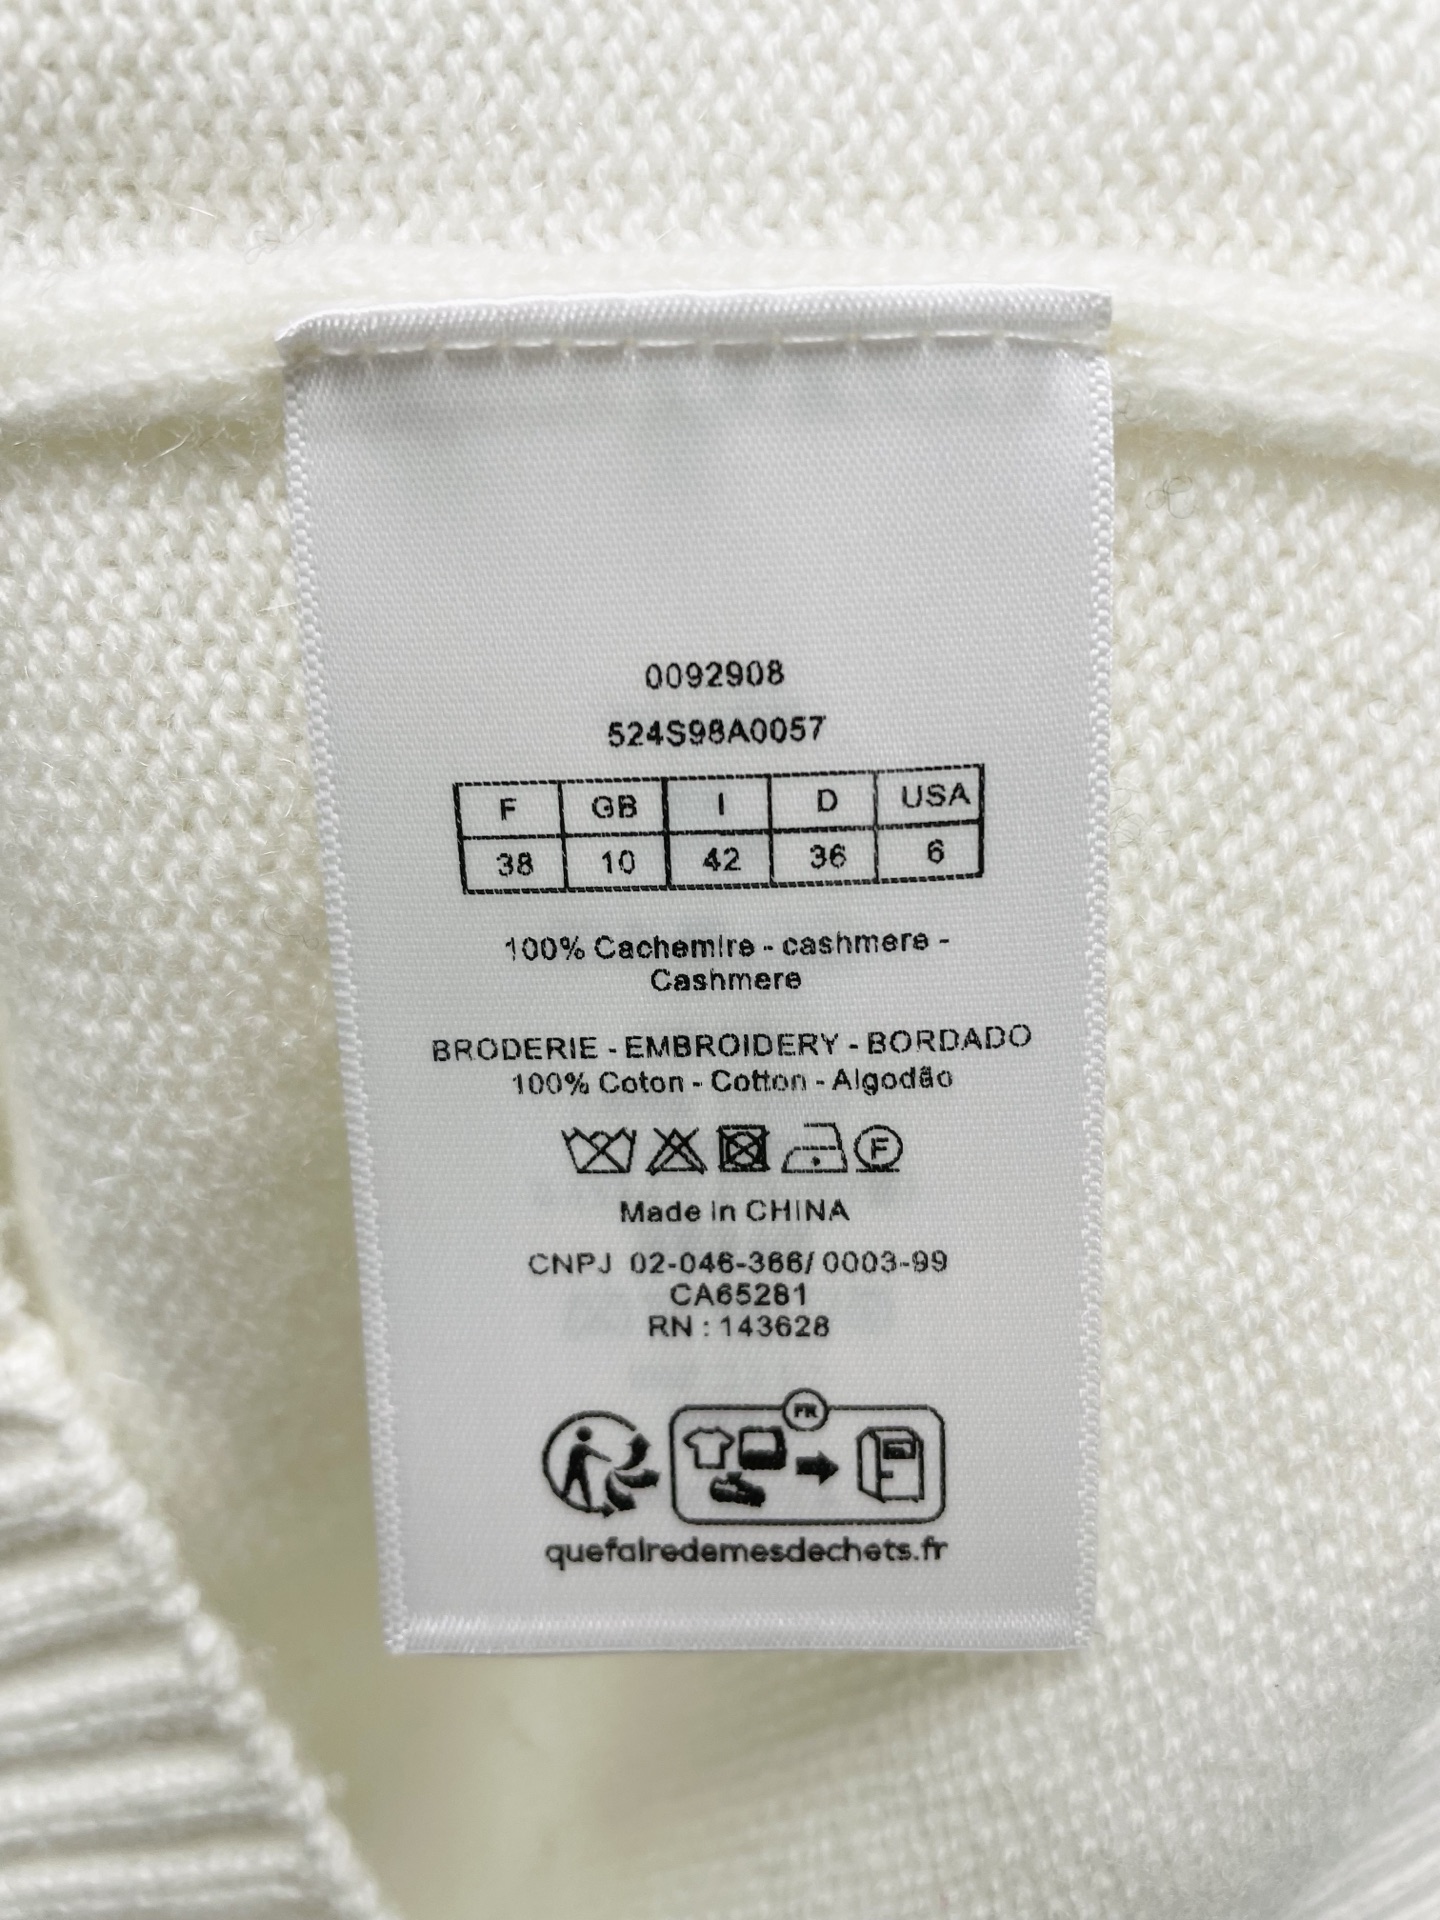 0092908
524S98A0057
F GB I D USA
38 10 42 36 6
100% Cachemire - cashmere -
Cashmere
BRODERIE - EMBROIDERY - BORDADO
100% Coton - Cotton - Algodão
F
Made in CHINA
CNPJ 02-046-366/ 0003-99
CA65281
RN : 143628
FR
quefairedemesdechets.fr